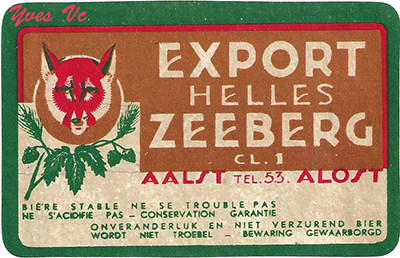 Yves Vc.
EXPORT
HELLES
ZEEBERG
CL.1
AALST TEL.53. ALOST
BIÈRE STABLE NE SE TROUBLE PAS
NE S'ACIDIFIE PAS - CONSERVATION GARANTIE
ONVERANDERLIJK EN NIET VERZUREND BIER
WORDT NIET TROEBEL - BEWARING GEWAARBORGD